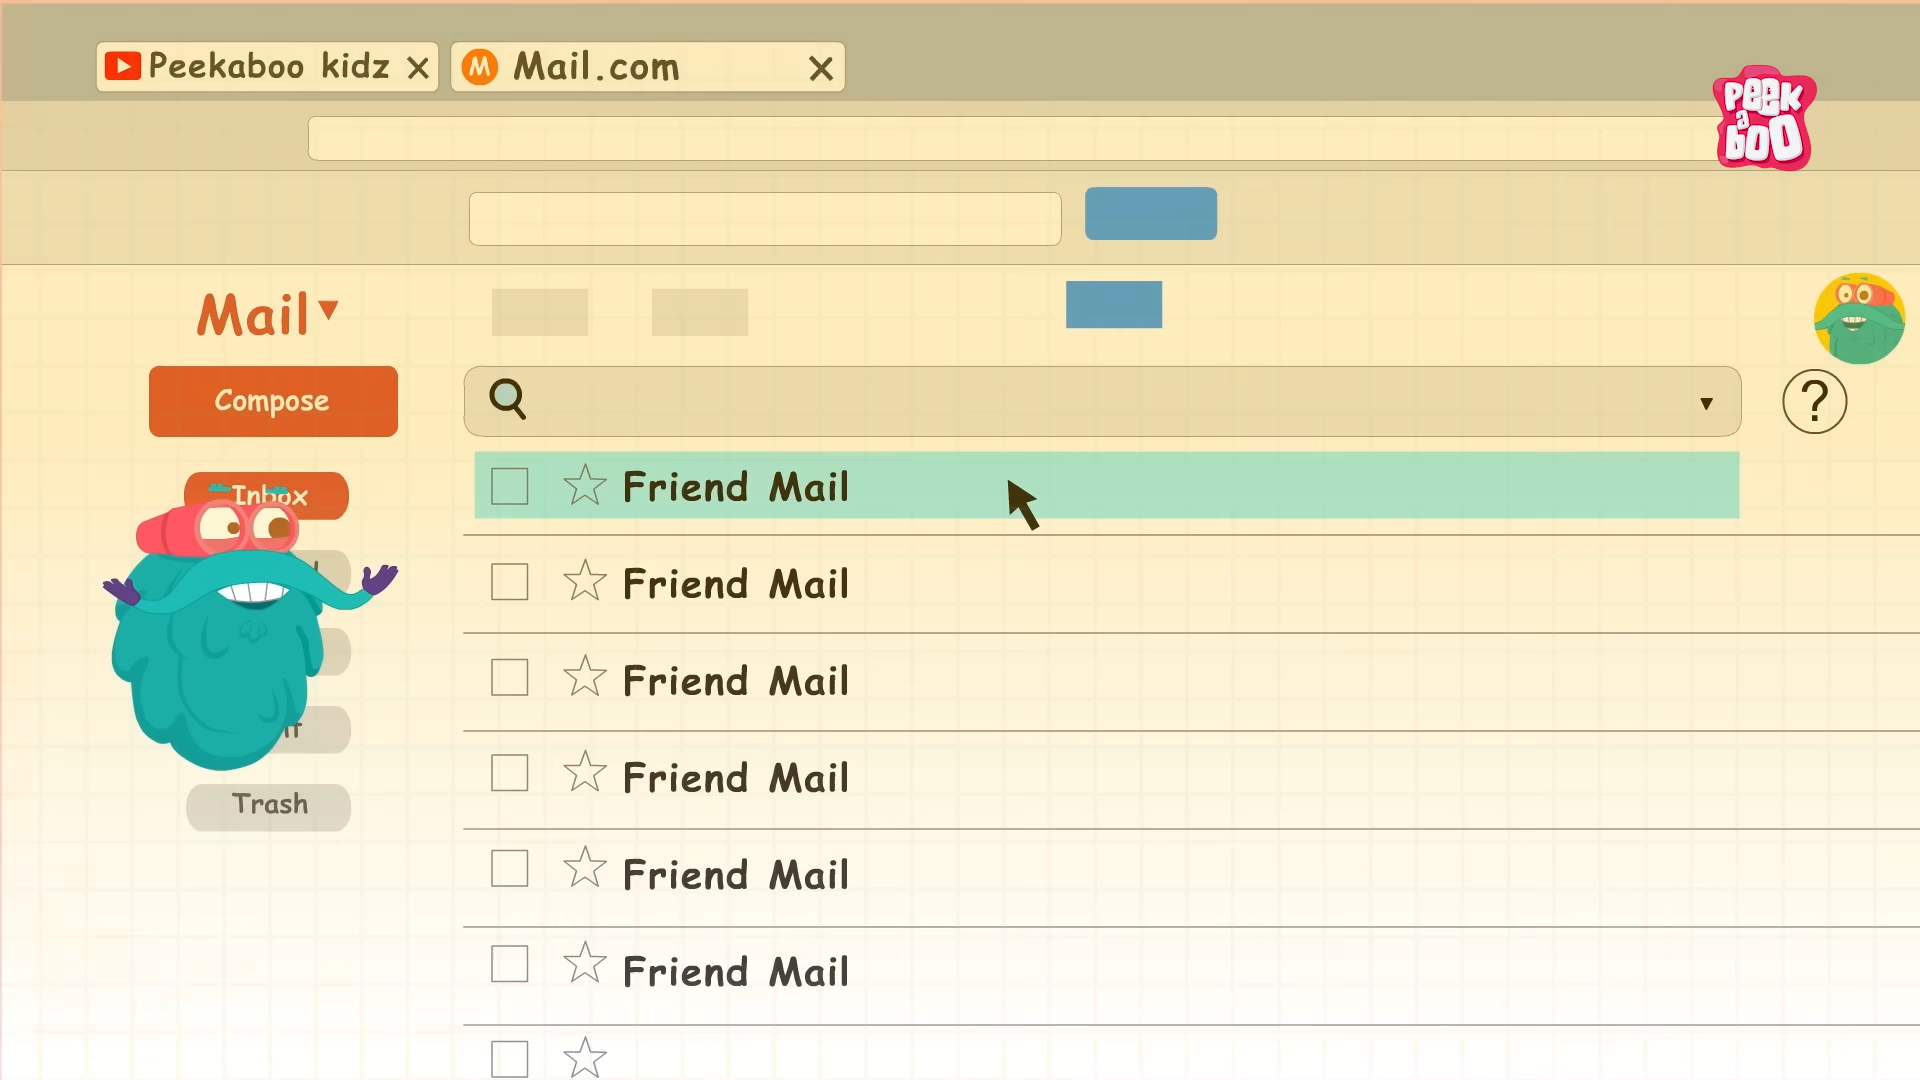 Peekaboo kidz
M Mail.com
PEEK
a
BOO
Mail
Compose
?
Inbox
Friend Mail
Friend Mail
Friend Mail
Friend Mail
Trash
Friend Mail
Friend Mail